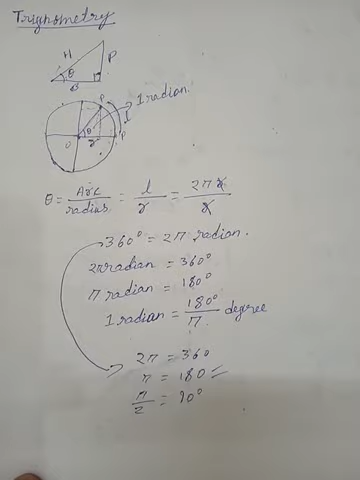 Trignometry
H
θ
P
B
1 radian.
P
l
θ
O
r
P
θ = Arc/radius = l/r = 2πr/r
360° = 2π radian.
2π radian = 360°
π radian = 180°
1 radian = 180°/π degree
2π = 360
π = 180
π/2 = 90°